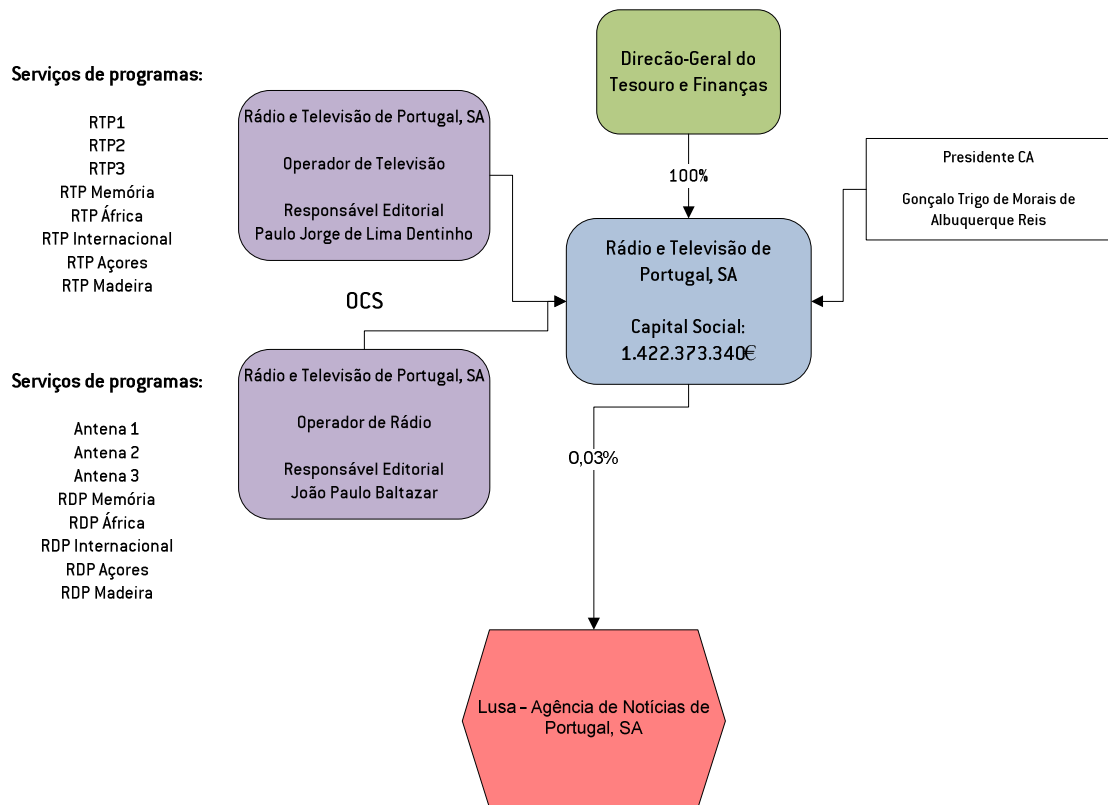 Direcão-Geral do
Tesouro e Finanças
100%
Serviços de programas:
RTP1
RTP2
RTP3
RTP Memória
RTP África
RTP Internacional
RTP Açores
RTP Madeira
Rádio e Televisão de Portugal, SA
Operador de Televisão
Responsável Editorial
Paulo Jorge de Lima Dentinho
Presidente CA
Gonçalo Trigo de Morais de
Albuquerque Reis
Rádio e Televisão de
Portugal, SA
Capital Social:
1.422.373.340€
OCS
Serviços de programas:
Antena 1
Antena 2
Antena 3
RDP Memória
RDP África
RDP Internacional
RDP Açores
RDP Madeira
Rádio e Televisão de Portugal, SA
Operador de Rádio
Responsável Editorial
João Paulo Baltazar
0,03%
Lusa – Agência de Notícias de
Portugal, SA